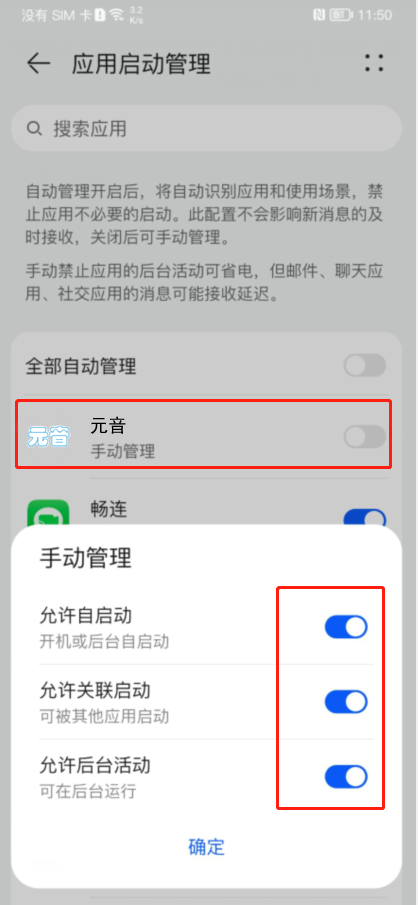 没有 SIM 卡 3.2 K/s 11:50
应用启动管理
搜索应用
自动管理开启后，将自动识别应用和使用场景，禁
止应用不必要的启动。此配置不会影响新消息的及
时接收，关闭后可手动管理。
手动禁止应用的后台活动可省电，但邮件、聊天应
用、社交应用的消息可能接收延迟。
全部自动管理
元音
元音
手动管理
畅连
手动管理
允许自启动
开机或后台自启动
允许关联启动
可被其他应用启动
允许后台活动
可在后台运行
确定